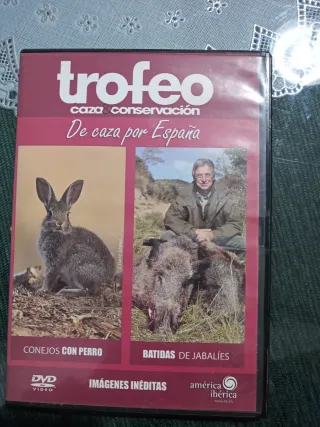 trofeo
caza&conservación
De caza por España
CONEJOS CON PERRO
BATIDAS DE JABALÍES
DVD
VIDEO
IMÁGENES INÉDITAS
américa
ibérica